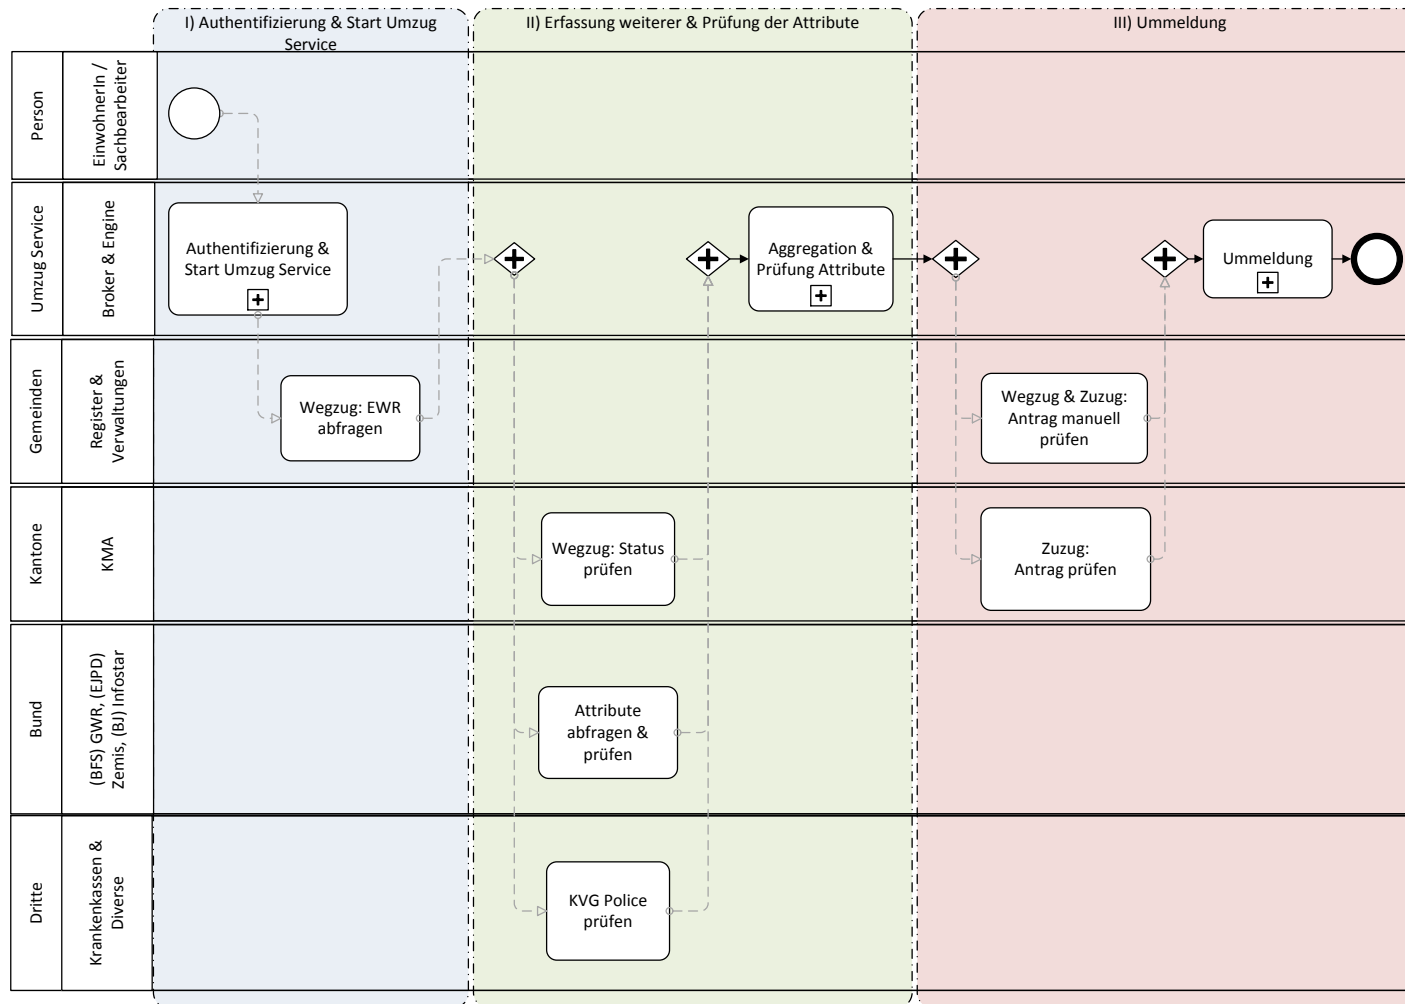 I) Authentifizierung & Start Umzug
Service
II) Erfassung weiterer & Prüfung der Attribute
III) Ummeldung
Person
EinwohnerIn /
Sachbearbeiter
Umzug Service
Broker & Engine
Authentifizierung &
Start Umzug Service
Aggregation &
Prüfung Attribute
Ummeldung
Gemeinden
Register &
Verwaltungen
Wegzug: EWR
abfragen
Wegzug & Zuzug:
Antrag manuell
prüfen
Kantone
KMA
Wegzug: Status
prüfen
Zuzug:
Antrag prüfen
Bund
(BFS) GWR, (EJPD)
Zemis, (BJ) Infostar
Attribute
abfragen &
prüfen
Dritte
Krankenkassen &
Diverse
KVG Police
prüfen